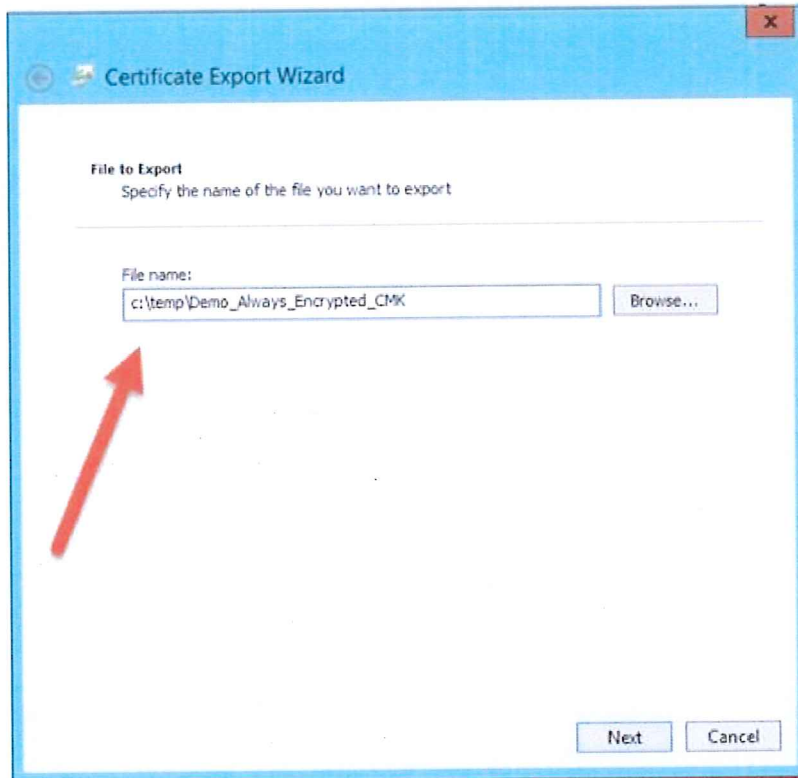 x
Certificate Export Wizard
File to Export
Specify the name of the file you want to export
File name:
c:\temp\Demo_Always_Encrypted_CMK
Browse...
Next
Cancel